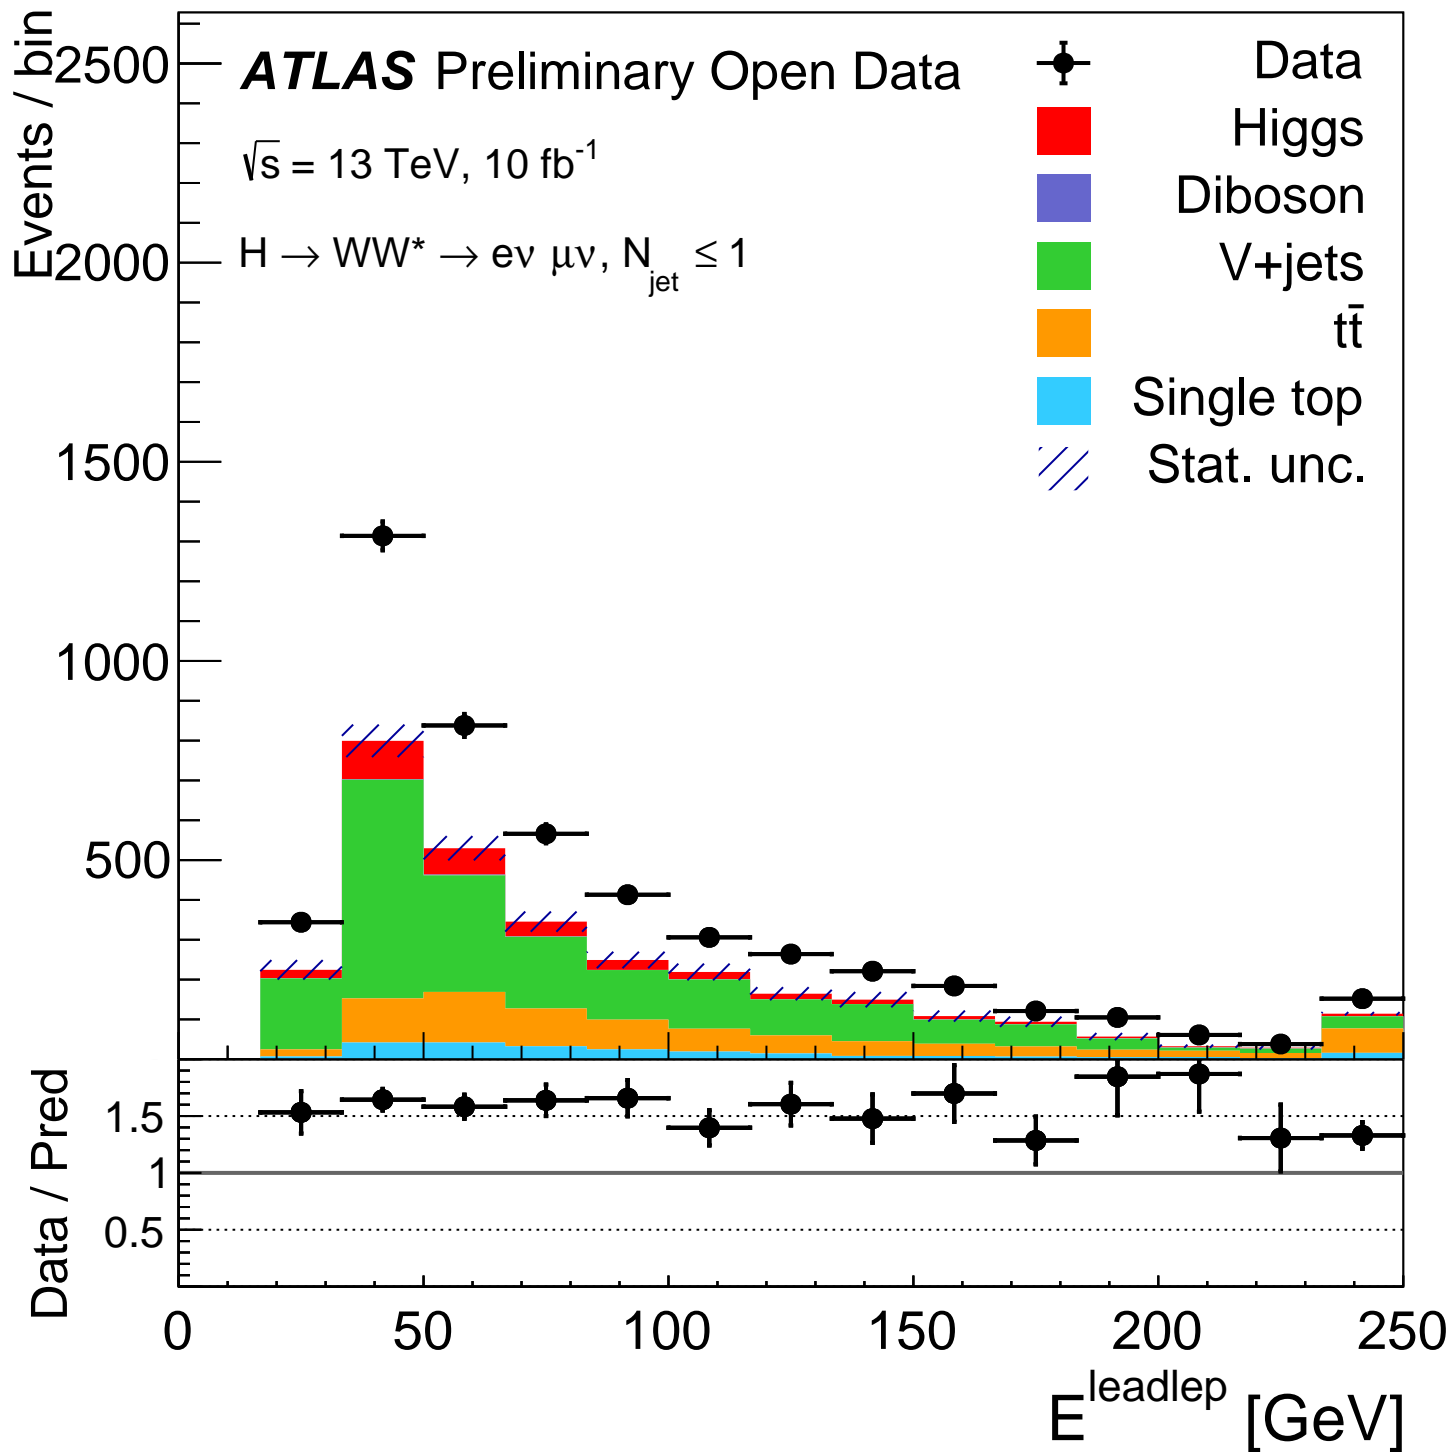 Events / bin
2500
2000
1500
1000
500
ATLAS Preliminary Open Data
√s = 13 TeV, 10 fb⁻¹
H → WW* → eν μν, N_jet ≤ 1
Data
Higgs
Diboson
V+jets
tt̄
Single top
Stat. unc.
Data / Pred
1.5
1
0.5
0 50 100 150 200 250
E^leadlep [GeV]